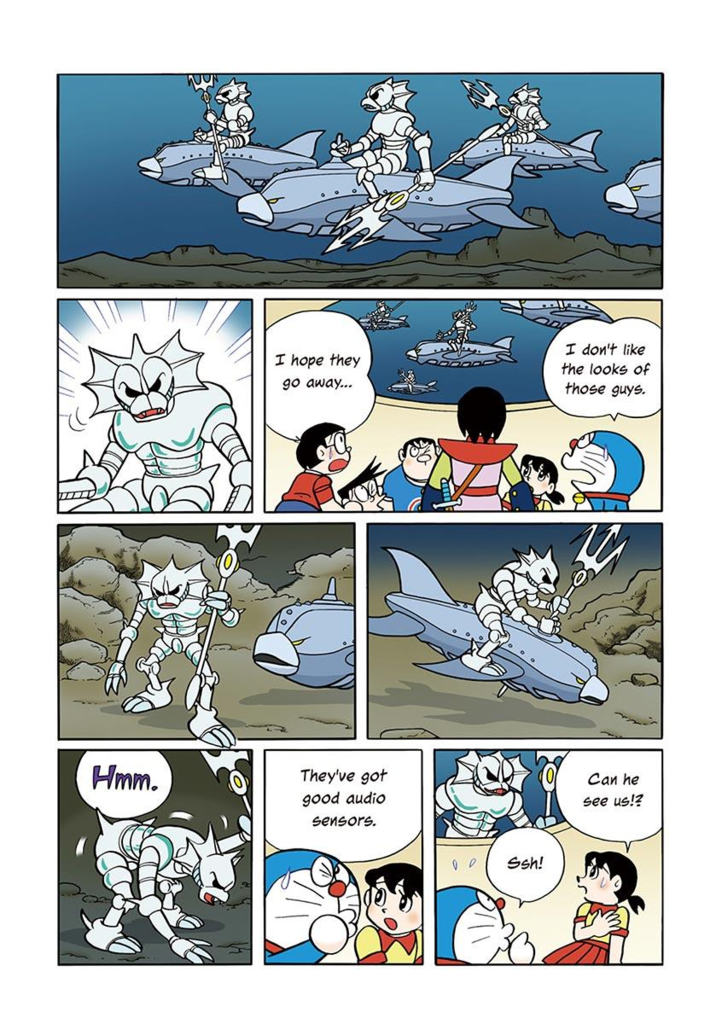 I hope they
go away...
I don't like
the looks of
those guys.
Hmm.
They've got
good audio
sensors.
Ssh!
Can he
see us!?